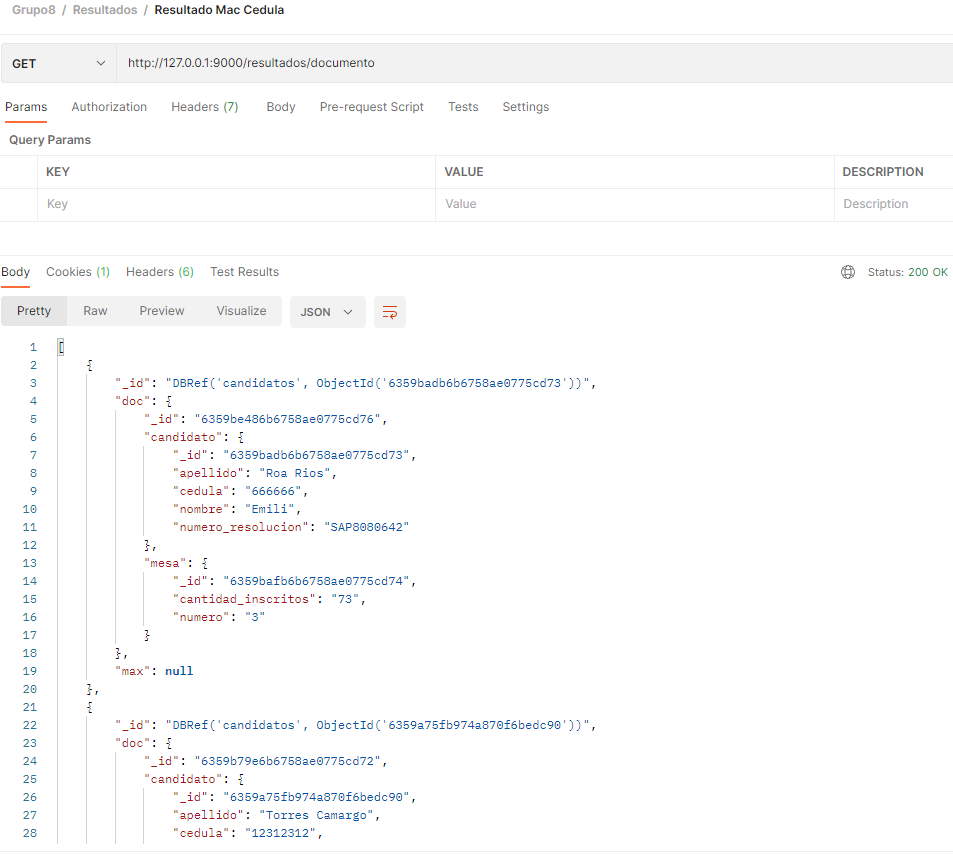 Grupo8 / Resultados / Resultado Mac Cedula
GET http://127.0.0.1:9000/resultados/documento
Params Authorization Headers (7) Body Pre-request Script Tests Settings
Query Params
KEY VALUE DESCRIPTION
Key Value Description
Body Cookies (1) Headers (6) Test Results Status: 200 OK
Pretty Raw Preview Visualize JSON
1 [
2 {
3 "_id": "DBRef('candidatos', ObjectId('6359badb6b6758ae0775cd73'))",
4 "doc": {
5 "_id": "6359be486b6758ae0775cd76",
6 "candidato": {
7 "_id": "6359badb6b6758ae0775cd73",
8 "apellido": "Roa Rios",
9 "cedula": "666666",
10 "nombre": "Emili",
11 "numero_resolucion": "SAP8080642"
12 },
13 "mesa": {
14 "_id": "6359bafb6b6758ae0775cd74",
15 "cantidad_inscritos": "73",
16 "numero": "3"
17 }
18 },
19 "max": null
20 },
21 {
22 "_id": "DBRef('candidatos', ObjectId('6359a75fb974a870f6bedc90'))",
23 "doc": {
24 "_id": "6359b79e6b6758ae0775cd72",
25 "candidato": {
26 "_id": "6359a75fb974a870f6bedc90",
27 "apellido": "Torres Camargo",
28 "cedula": "12312312",